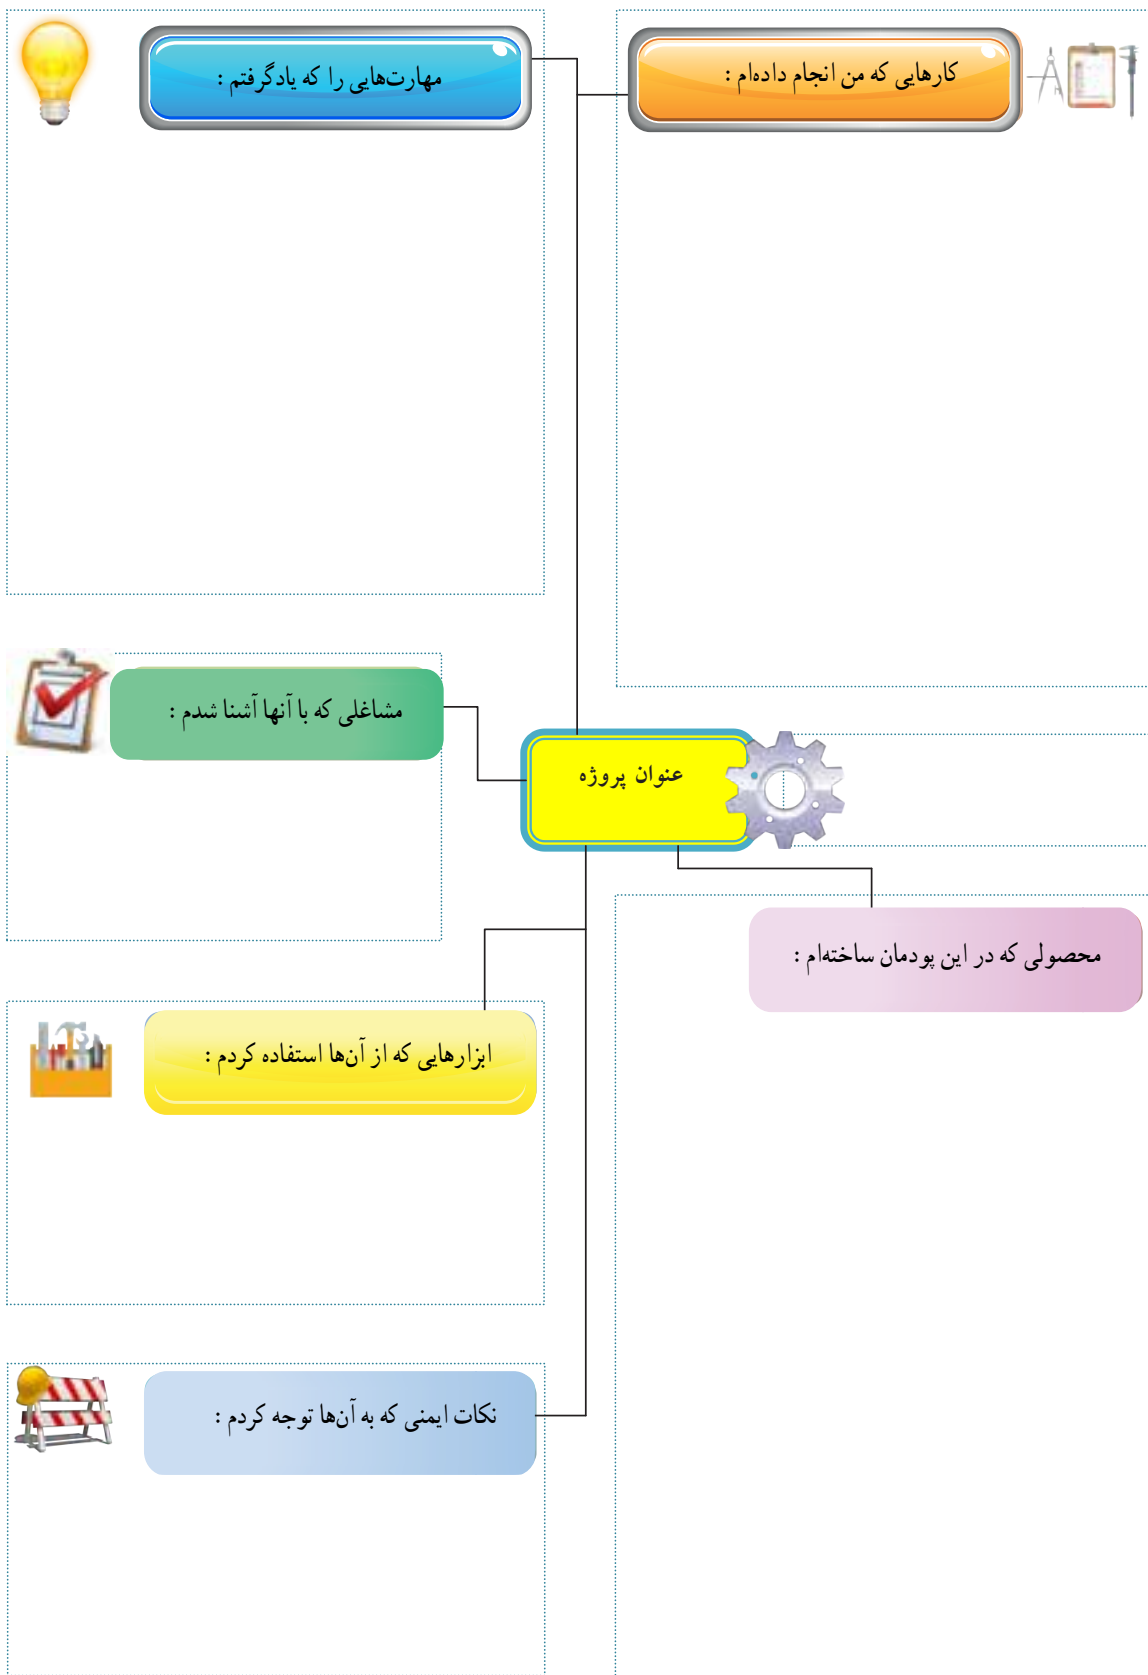 کارهایی که من انجام داده‌ام :
مهارت‌هایی را که یادگرفتم :
مشاغلی که با آنها آشنا شدم :
عنوان پروژه
محصولی که در این پودمان ساخته‌ام :
ابزارهایی که از آن‌ها استفاده کردم :
نکات ایمنی که به آن‌ها توجه کردم :